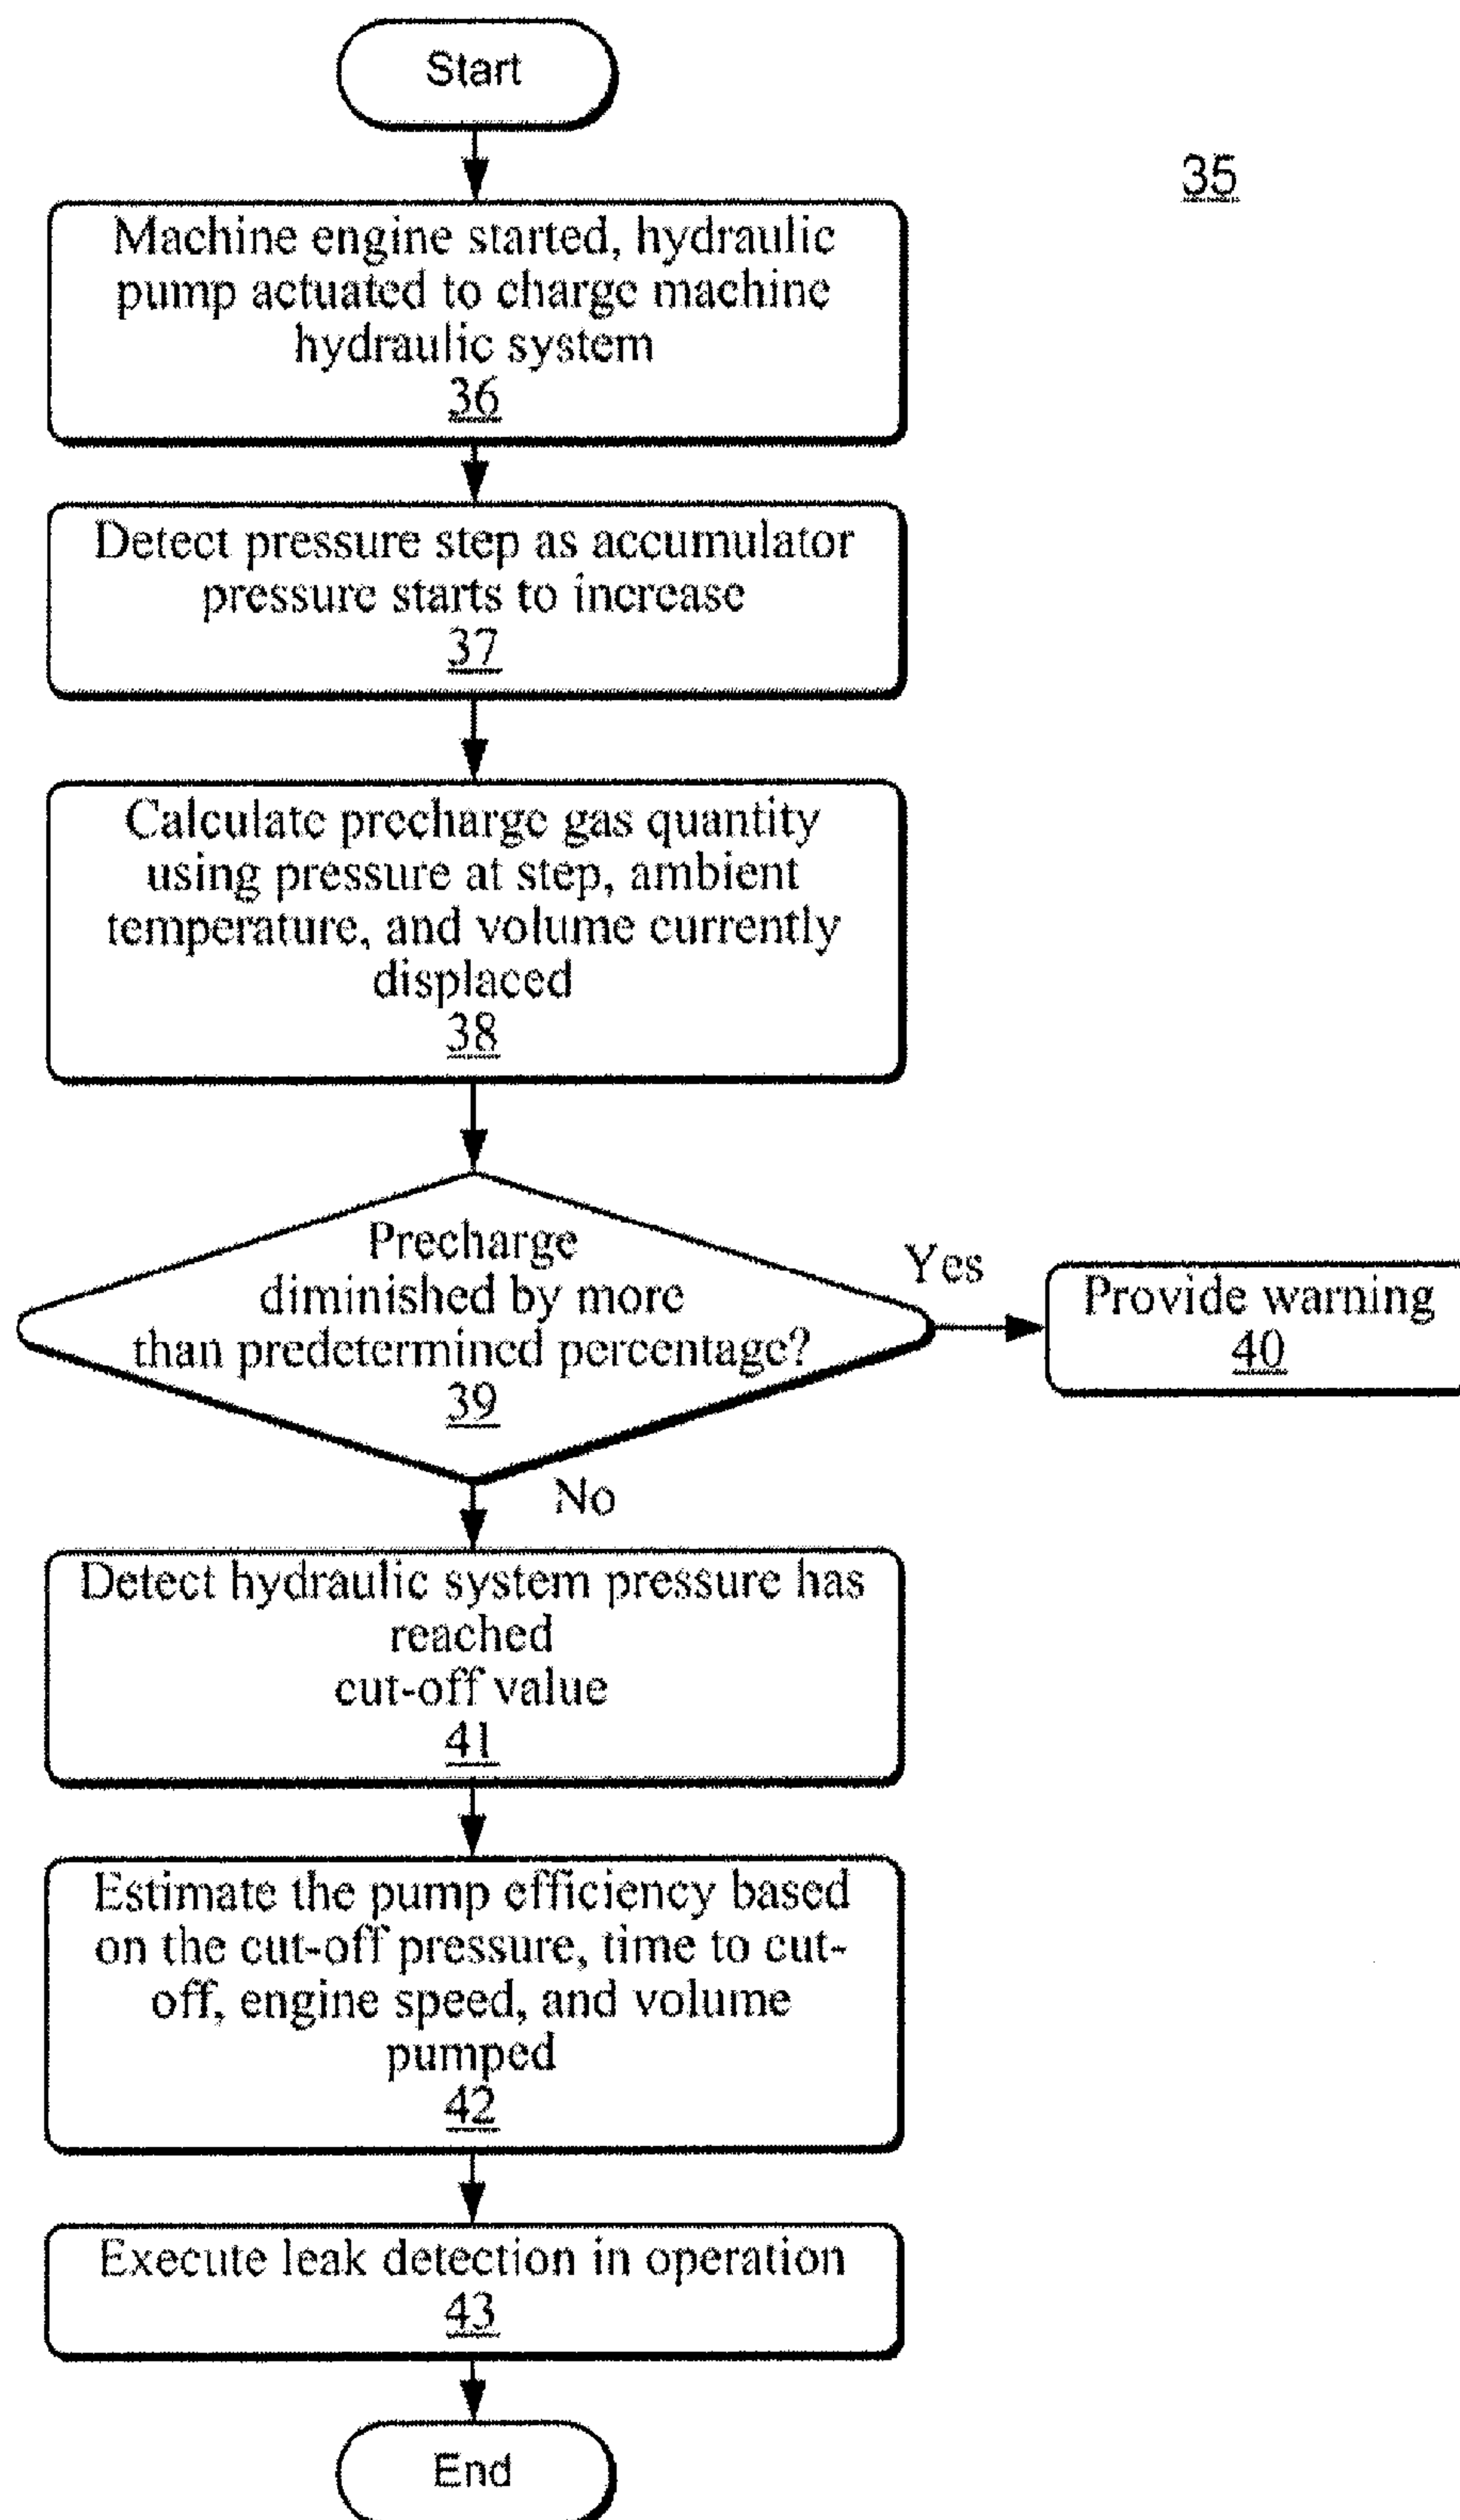 Start
35
Machine engine started, hydraulic
pump actuated to charge machine
hydraulic system
36
Detect pressure step as accumulator
pressure starts to increase
37
Calculate precharge gas quantity
using pressure at step, ambient
temperature, and volume currently
displaced
38
Precharge
diminished by more
than predetermined percentage?
39
Yes
Provide warning
40
No
Detect hydraulic system pressure has
reached
cut-off value
41
Estimate the pump efficiency based
on the cut-off pressure, time to cut-
off, engine speed, and volume
pumped
42
Execute leak detection in operation
43
End